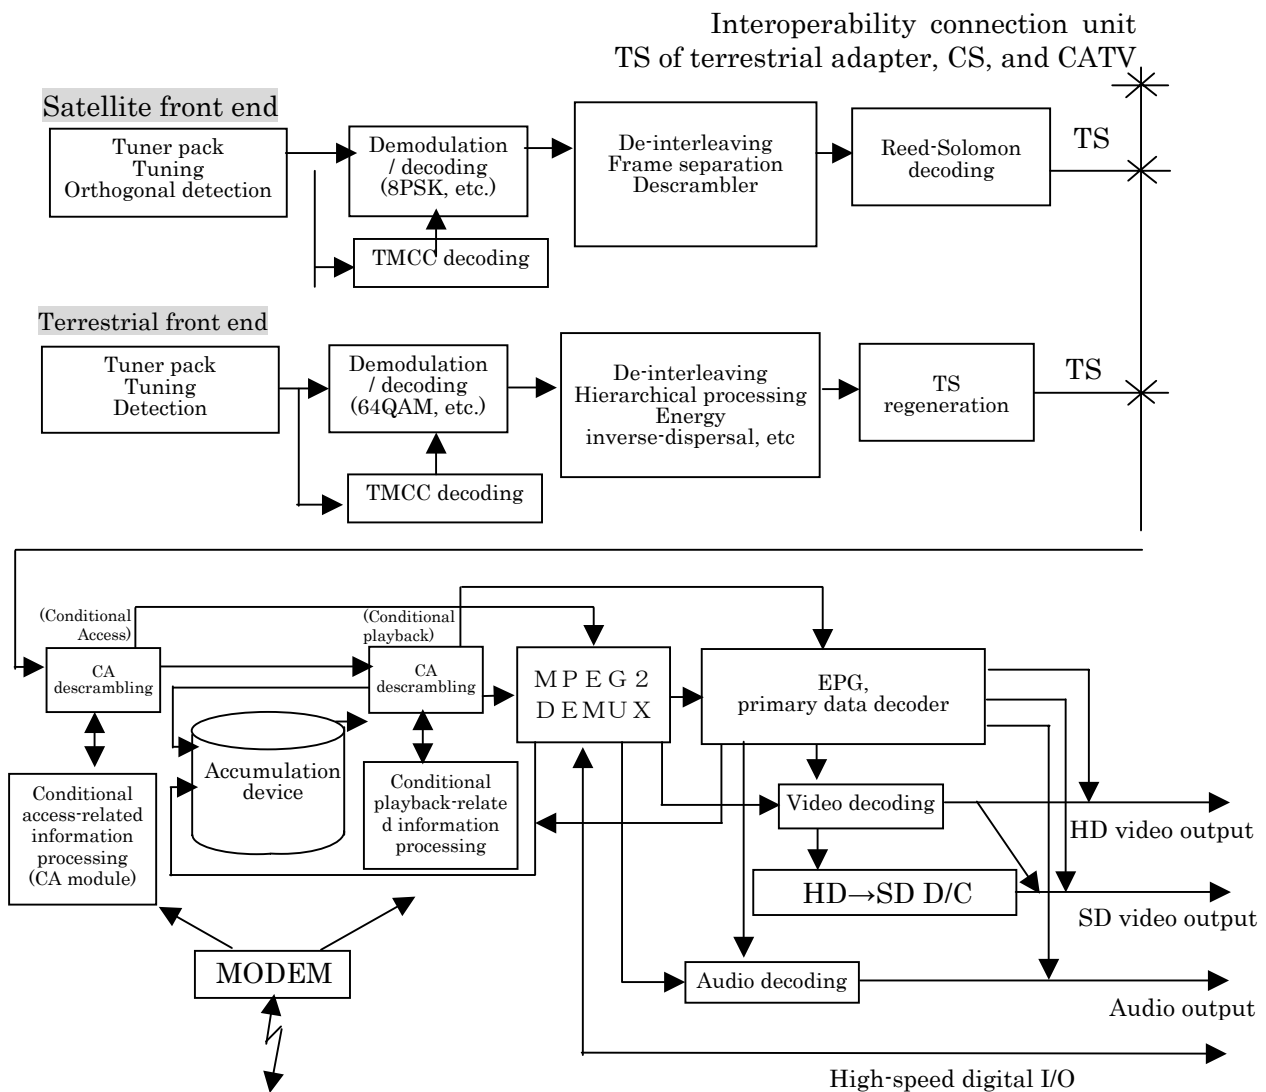 Interoperability connection unit
TS of terrestrial adapter, CS, and CATV
Satellite front end
Tuner pack
Tuning
Orthogonal detection
Demodulation
/ decoding
(8PSK, etc.)
TMCC decoding
De-interleaving
Frame separation
Descrambler
Reed-Solomon
decoding
TS
Terrestrial front end
Tuner pack
Tuning
Detection
Demodulation
/ decoding
(64QAM, etc.)
TMCC decoding
De-interleaving
Hierarchical processing
Energy
inverse-dispersal, etc
TS
regeneration
TS
(Conditional
Access)
CA
descrambling
(Conditional
playback)
CA
descrambling
MPEG2
DEMUX
EPG,
primary data decoder
Accumulation
device
Conditional
access-related
information
processing
(CA module)
Conditional
playback-relate
d information
processing
Video decoding
HD video output
HD→SD D/C
SD video output
MODEM
Audio decoding
Audio output
High-speed digital I/O